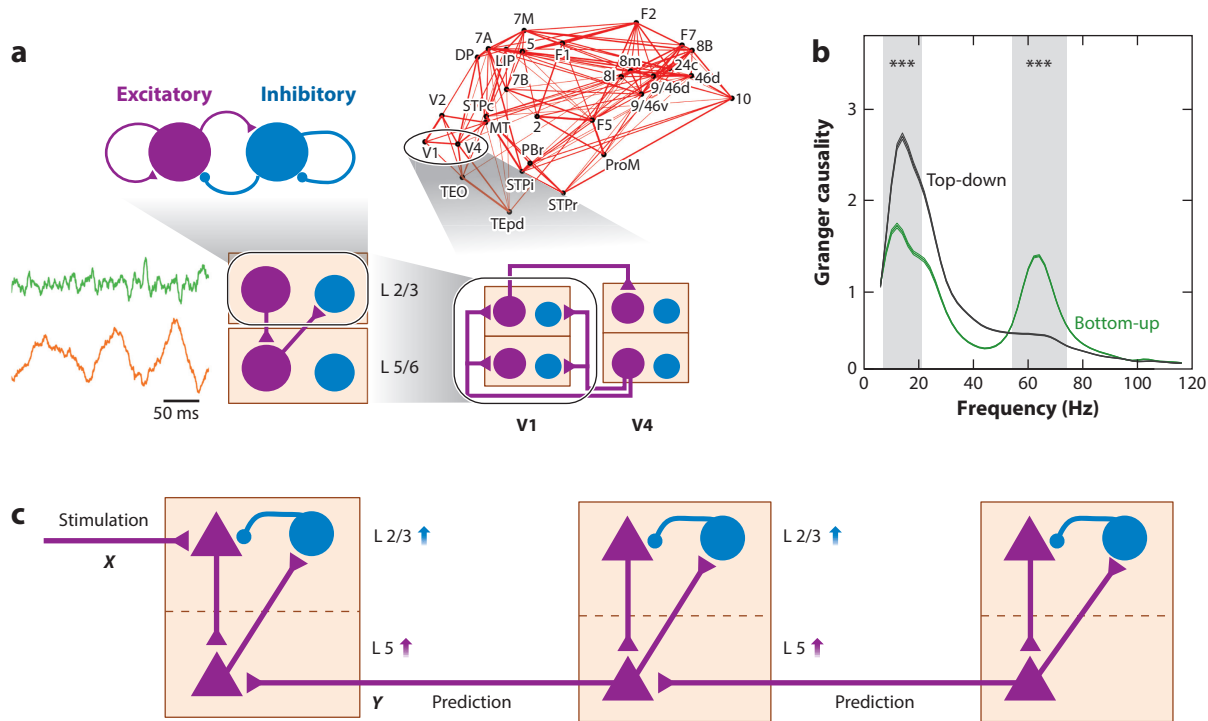 a
Excitatory
Inhibitory
7M
F2
7A
5
F7
DP
LIP
F1
8B
8m
24c
8l
46d
7B
9/46d
10
V2
STPc
9/46v
MT
2
F5
V1
V4
PBr
ProM
TEO
STPi
STPr
TEpd
L 2/3
L 5/6
50 ms
V1
V4
b
***
***
3
2
1
0
Granger causality
Top-down
Bottom-up
0
20
40
60
80
100
120
Frequency (Hz)
c
Stimulation
X
L 2/3
L 2/3
L 5
L 5
Y
Prediction
Prediction